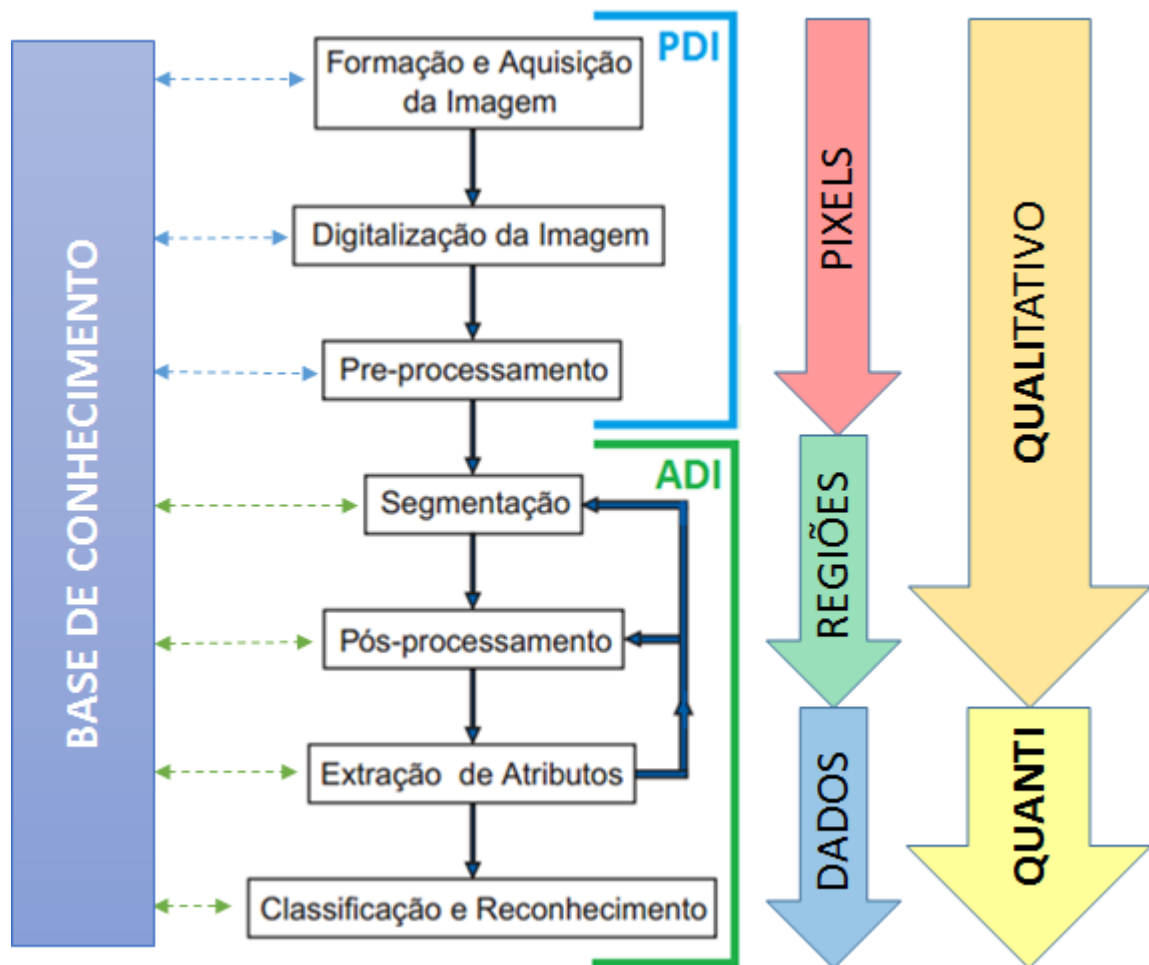 BASE DE CONHECIMENTO
Formação e Aquisição
da Imagem
Digitalização da Imagem
Pre-processamento
Segmentação
Pós-processamento
Extração de Atributos
Classificação e Reconhecimento
PDI
ADI
PIXELS
REGIÕES
DADOS
QUALITATIVO
QUANTI